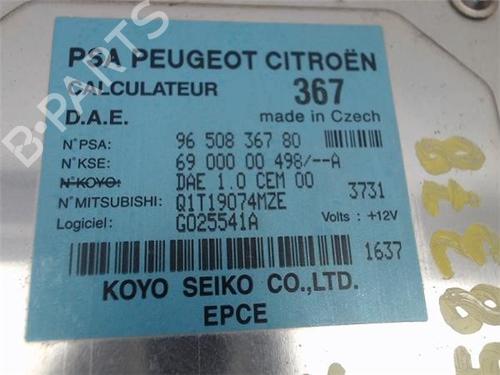 PSA PEUGEOT CITROËN
CALCULATEUR 367
D.A.E. made in Czech
N°PSA: 96 508 367 80
N°KSE: 69 000 00 498/--A
N°KOYO: DAE 1.0 CEM 00 3731
N°MITSUBISHI: Q1T19074MZE
Logiciel: G025541A Volts : +12V
1637
KOYO SEIKO CO.,LTD.
EPCE
B-PARTS